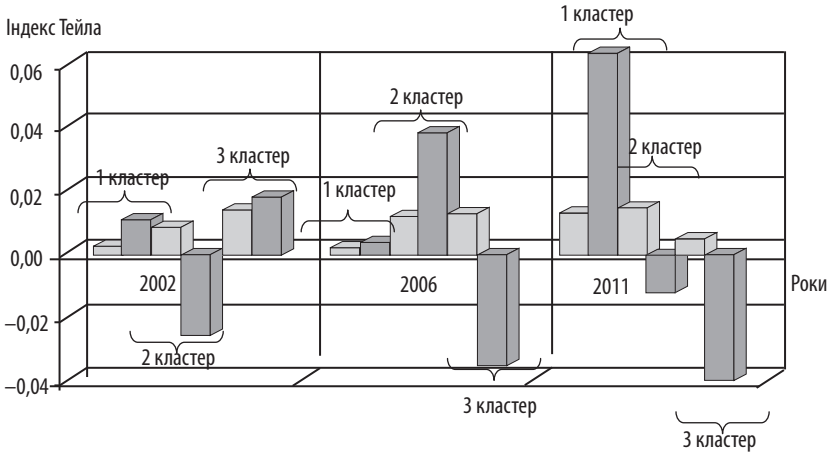 Індекс Тейла
1 кластер
0,06
0,04
0,02
0,00
–0,02
–0,04
2 кластер
3 кластер
1 кластер
1 кластер
2 кластер
2002
2006
2011
Роки
2 кластер
3 кластер
3 кластер